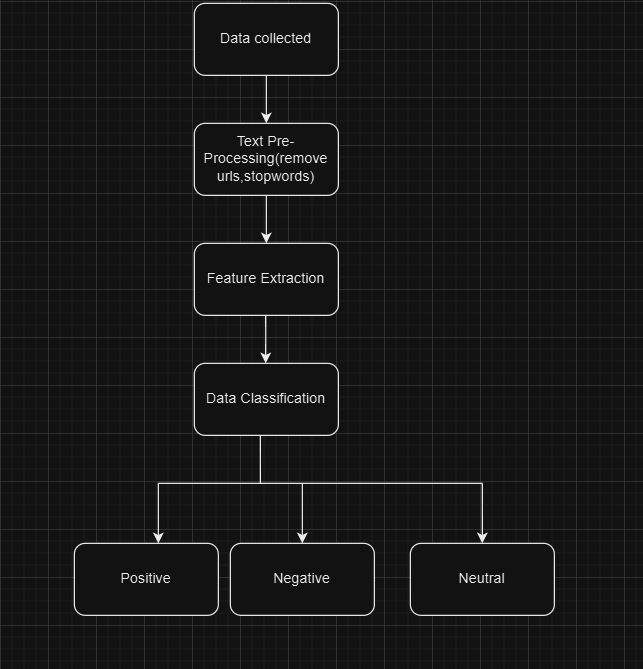 Data collected
Text Pre-
Processing(remove
urls,stopwords)
Feature Extraction
Data Classification
Positive
Negative
Neutral